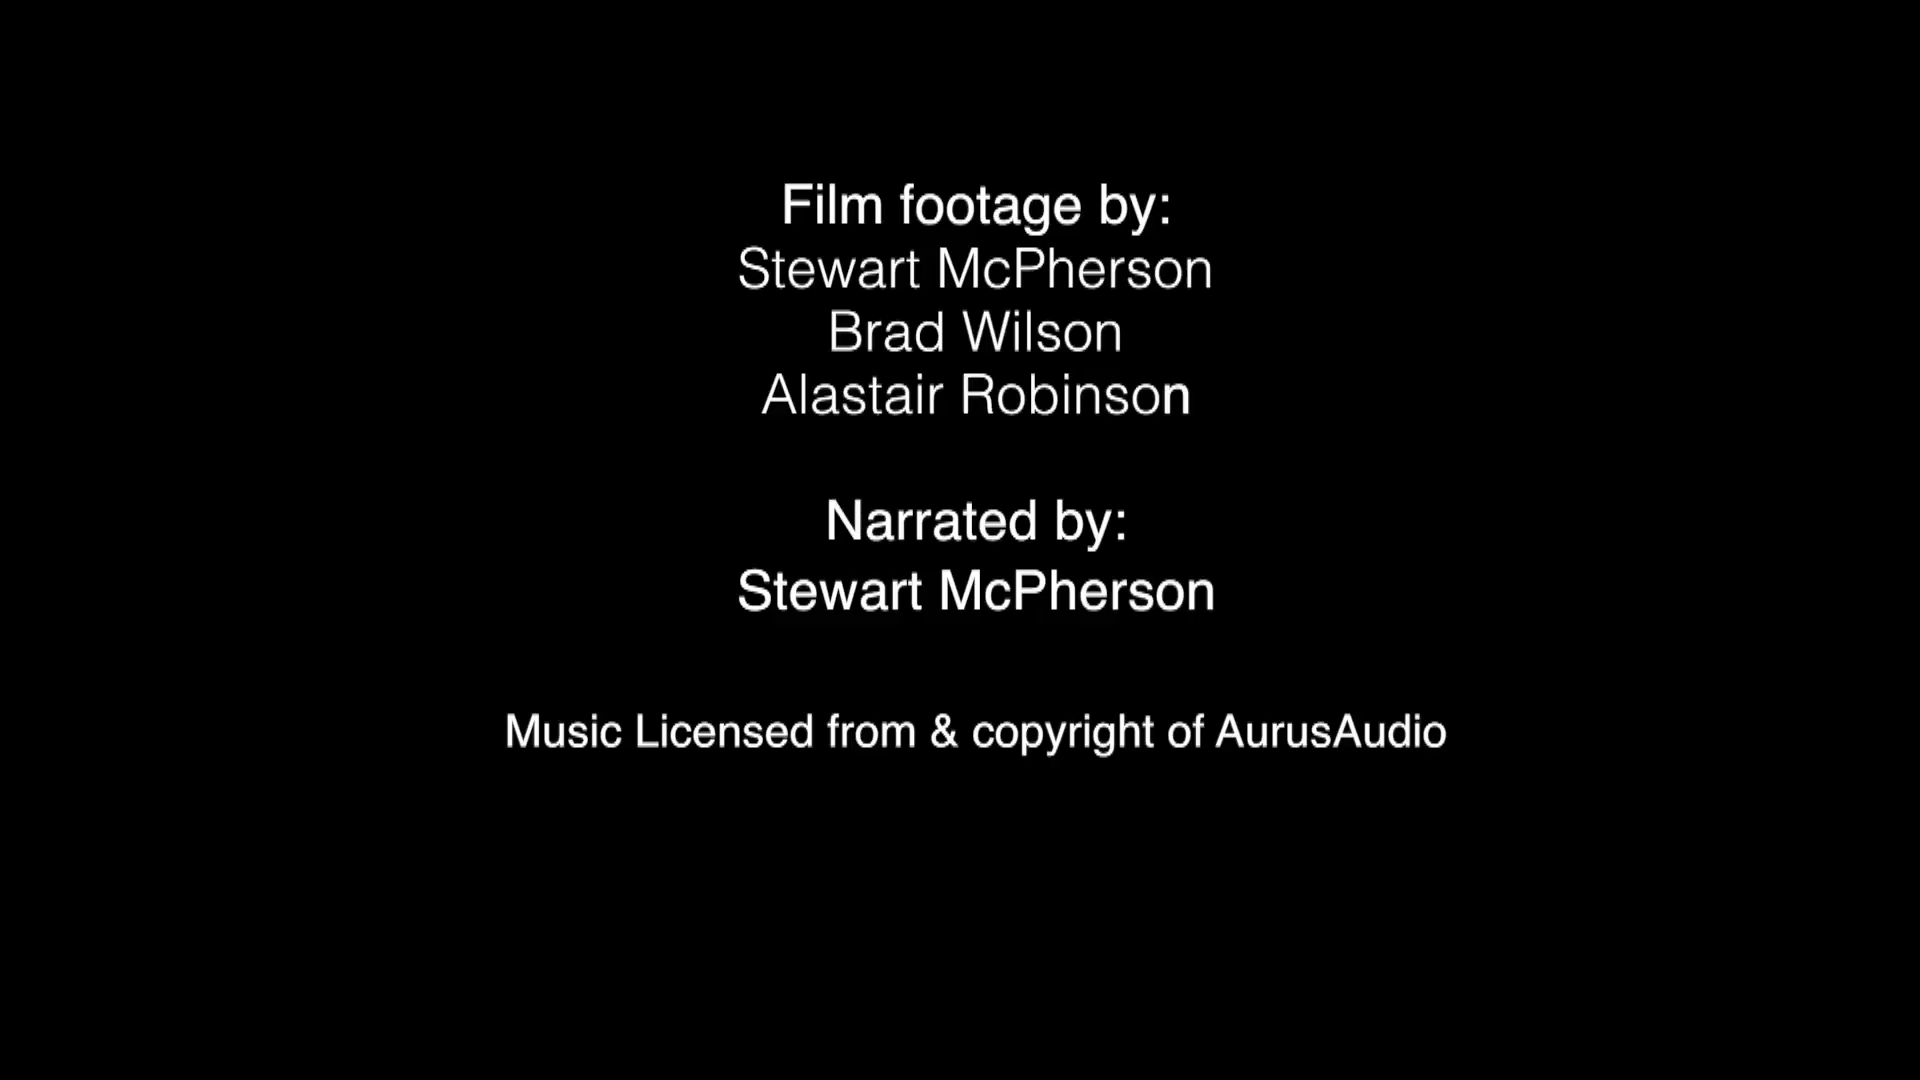 Film footage by:
Stewart McPherson
Brad Wilson
Alastair Robinson
Narrated by:
Stewart McPherson
Music Licensed from & copyright of AurusAudio